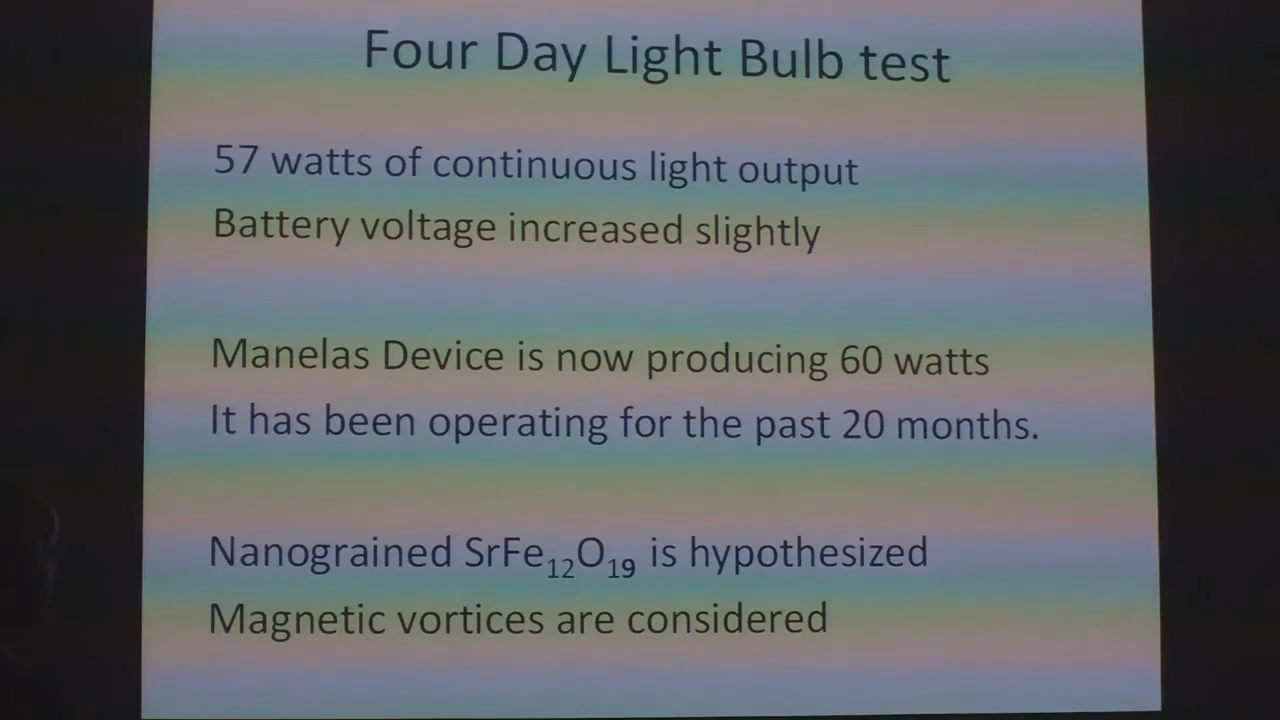 Four Day Light Bulb test
57 watts of continuous light output
Battery voltage increased slightly
Manelas Device is now producing 60 watts
It has been operating for the past 20 months.
Nanograined SrFe₁₂O₁₉ is hypothesized
Magnetic vortices are considered